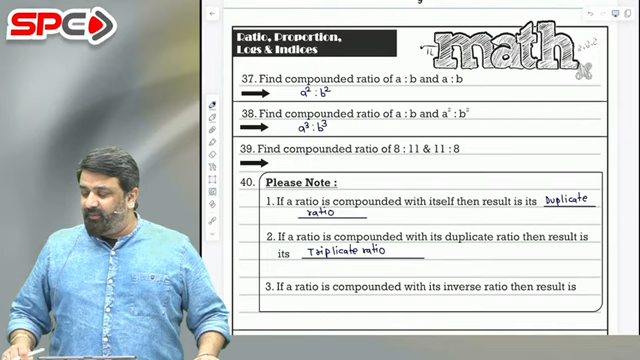 SPC
Ratio, Proportion,
Logs & Indices
math
37. Find compounded ratio of a : b and a : b
a² : b²
38. Find compounded ratio of a : b and a² : b²
a³ : b³
39. Find compounded ratio of 8 : 11 & 11 : 8
40. Please Note :
1. If a ratio is compounded with itself then result is its Duplicate
ratio
2. If a ratio is compounded with its duplicate ratio then result is
its Triplicate ratio
3. If a ratio is compounded with its inverse ratio then result is